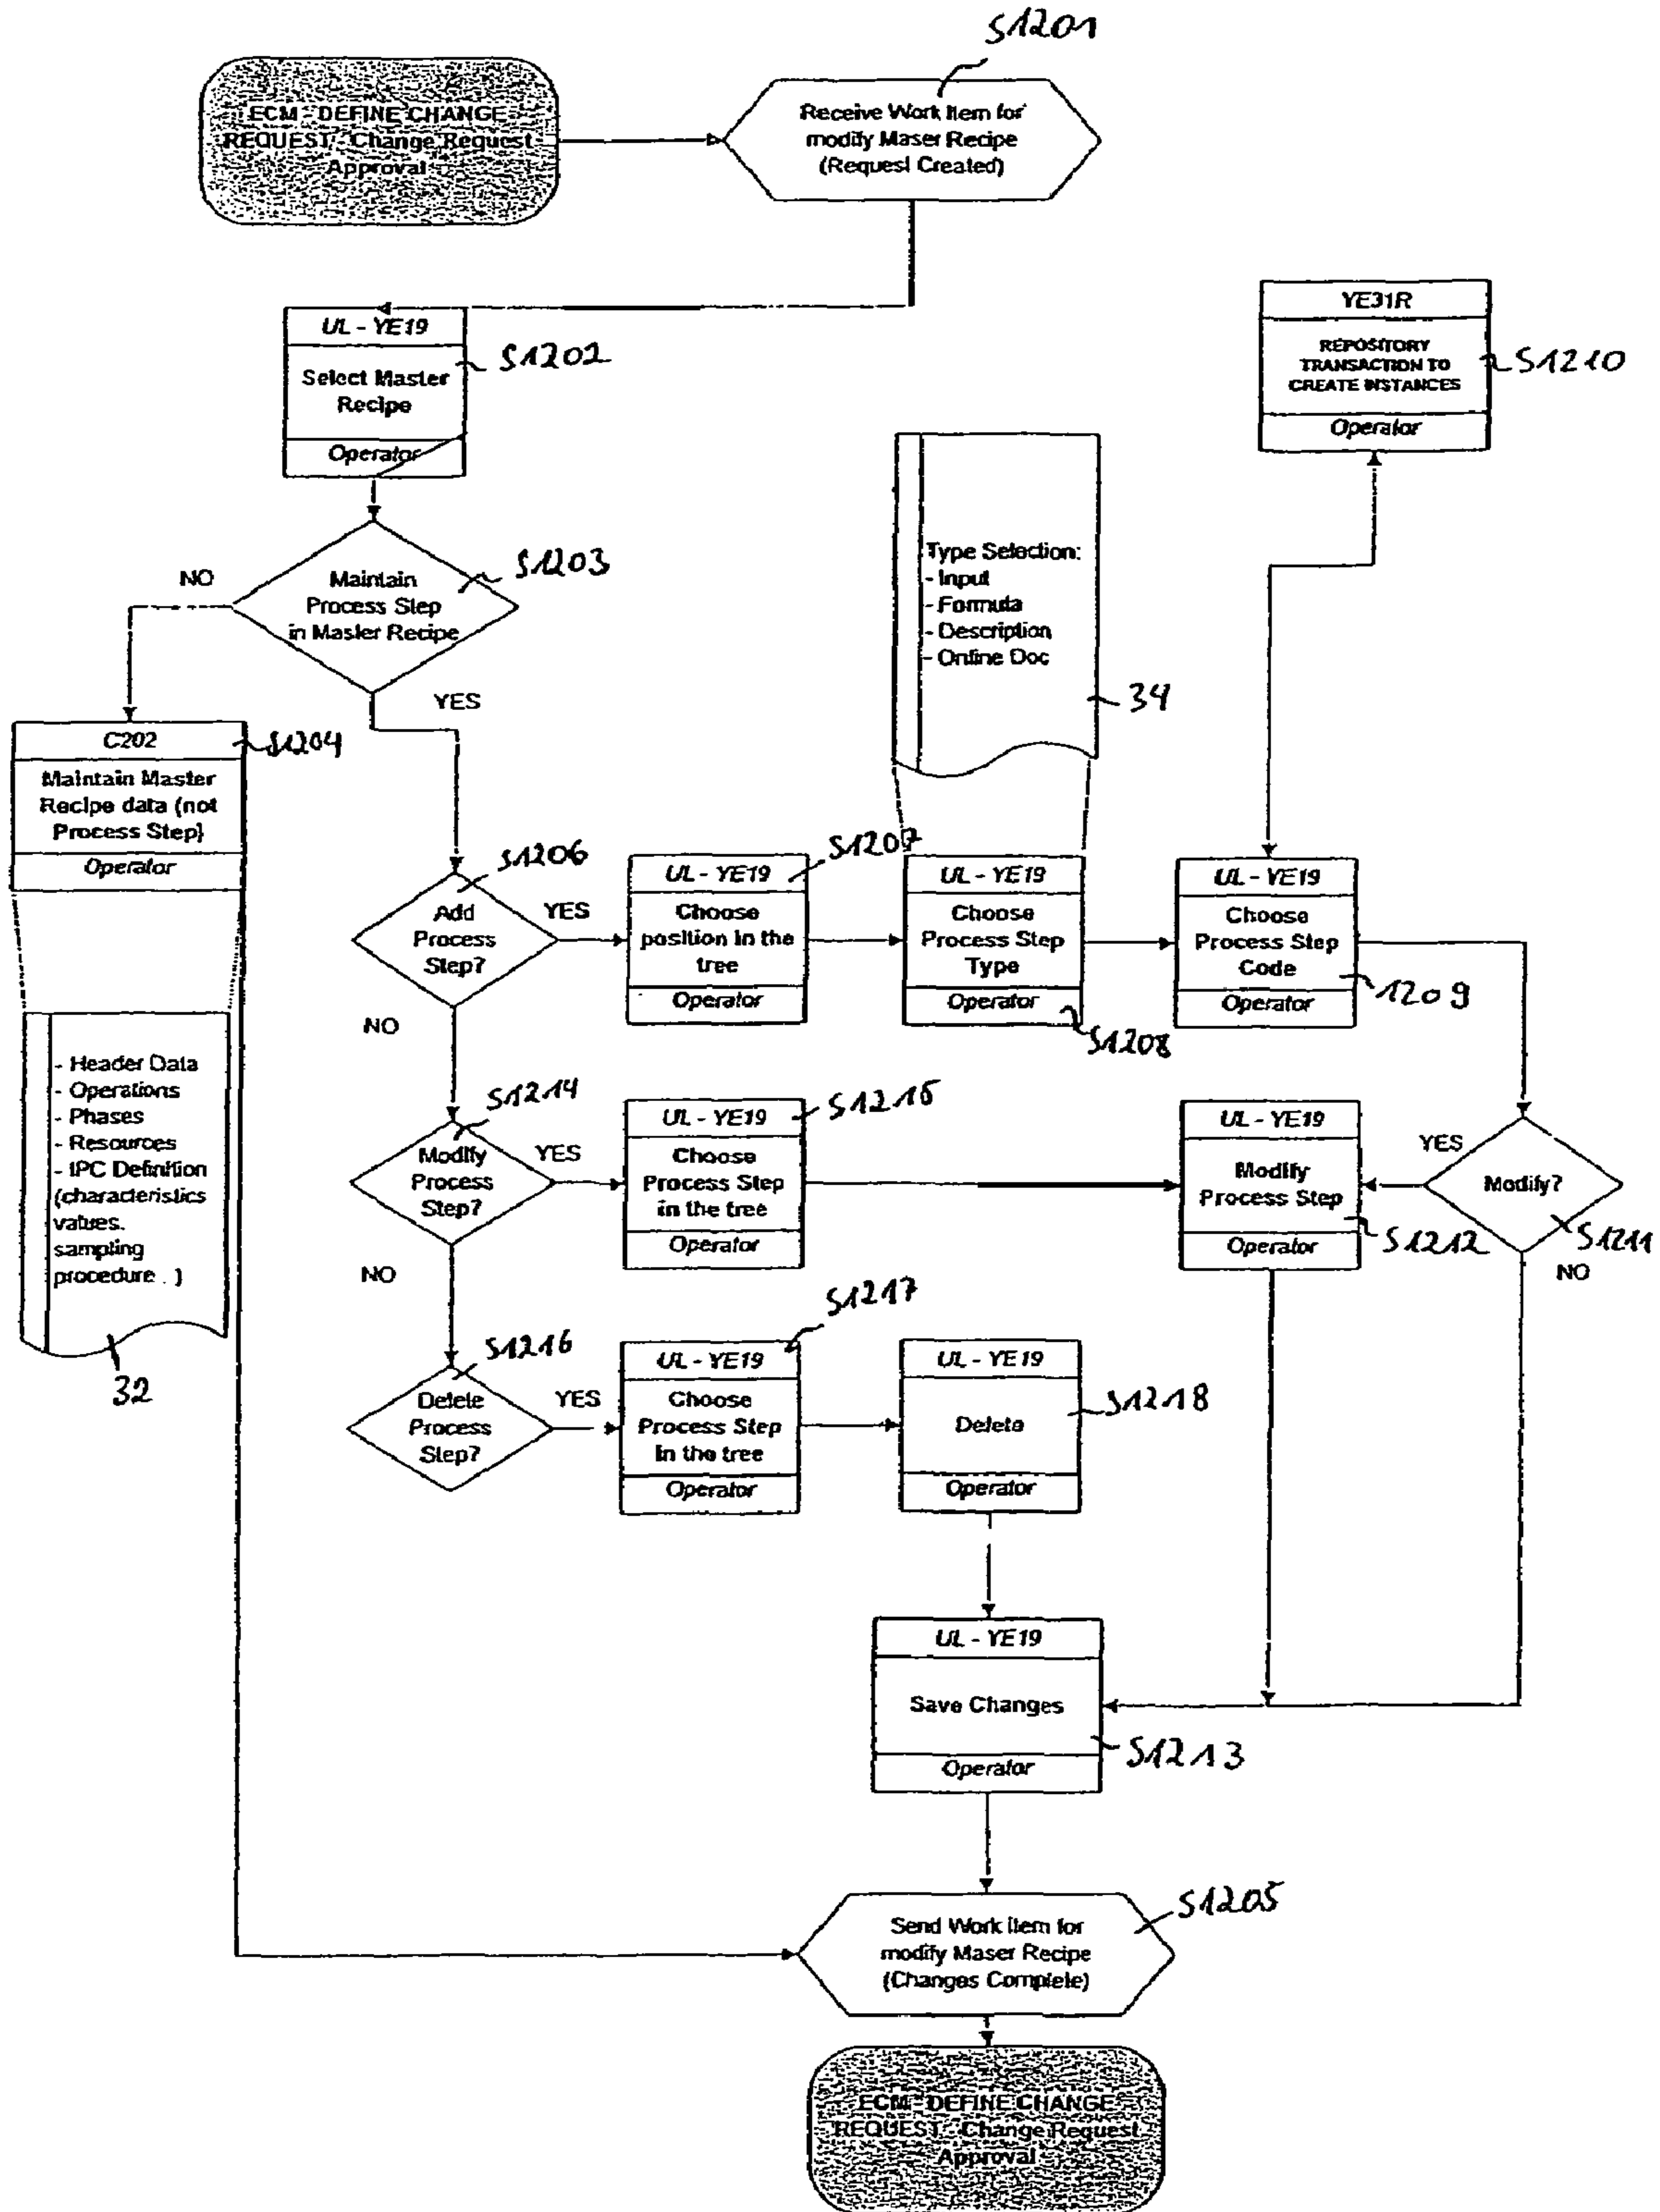 S1201
ECM - DEFINE CHANGE
REQUEST - Change Request
Approval
Receive Work Item for
modify Maser Recipe
(Request Created)
UL - YE19
Select Master
Recipe
Operator
S1202
YE31R
REPOSITORY
TRANSACTION TO
CREATE INSTANCES
Operator
S1210
Maintain
Process Step
in Master Recipe
S1203
NO
YES
Type Selection:
- Input
- Formula
- Description
- Online Doc
34
C202
Maintain Master
Recipe data (not
Process Step)
Operator
S1204
- Header Data
- Operations
- Phases
- Resources
- IPC Definition
(characteristics
values.
sampling
procedure . )
32
S1206
Add
Process
Step?
YES
NO
S1207
UL - YE19
Choose
position in the
tree
Operator
UL - YE19
Choose
Process Step
Type
Operator
S1208
UL - YE19
Choose
Process Step
Code
Operator
1209
S1214
Modify
Process
Step?
YES
NO
S1215
UL - YE19
Choose
Process Step
in the tree
Operator
UL - YE19
Modify
Process Step
Operator
S1212
YES
Modify?
S1211
NO
S1216
Delete
Process
Step?
YES
S1217
UL - YE19
Choose
Process Step
in the tree
Operator
UL - YE19
Delete
Operator
S1218
UL - YE19
Save Changes
Operator
S1213
Send Work item for
modify Maser Recipe
(Changes Complete)
S1205
ECM - DEFINE CHANGE
REQUEST - Change Request
Approval